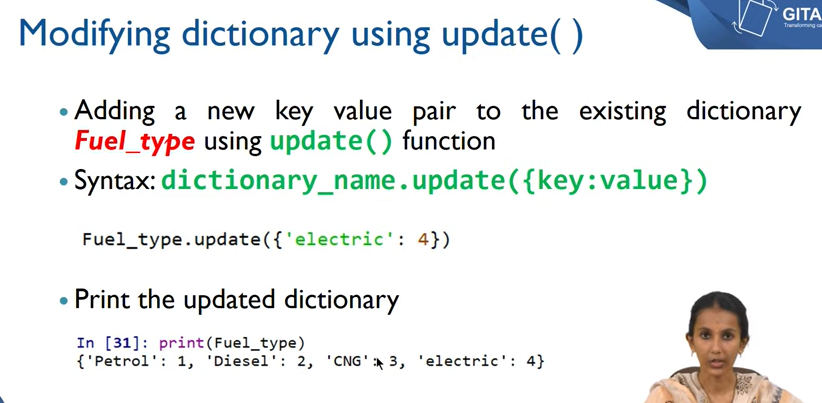 Modifying dictionary using update( )
GITA
• Adding a new key value pair to the existing dictionary
Fuel_type using update() function
• Syntax: dictionary_name.update({key:value})
Fuel_type.update({'electric': 4})
• Print the updated dictionary
In [31]: print(Fuel_type)
{'Petrol': 1, 'Diesel': 2, 'CNG': 3, 'electric': 4}